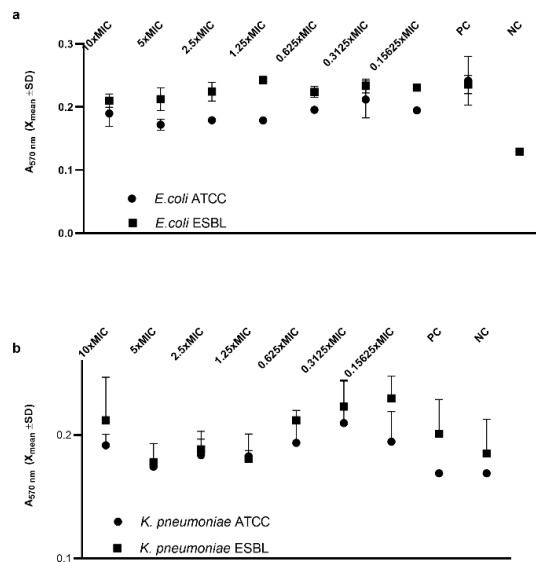 a
10xMIC
5xMIC
2.5xMIC
1.25xMIC
0.625xMIC
0.3125xMIC
0.15625xMIC
PC
NC
0.3
0.2
0.1
0.0
A570 nm (Xmean ±SD)
E.coli ATCC
E.coli ESBL
b
10xMIC
5xMIC
2.5xMIC
1.25xMIC
0.625xMIC
0.3125xMIC
0.15625xMIC
PC
NC
0.2
0.1
A570 nm (Xmean ±SD)
K. pneumoniae ATCC
K. pneumoniae ESBL